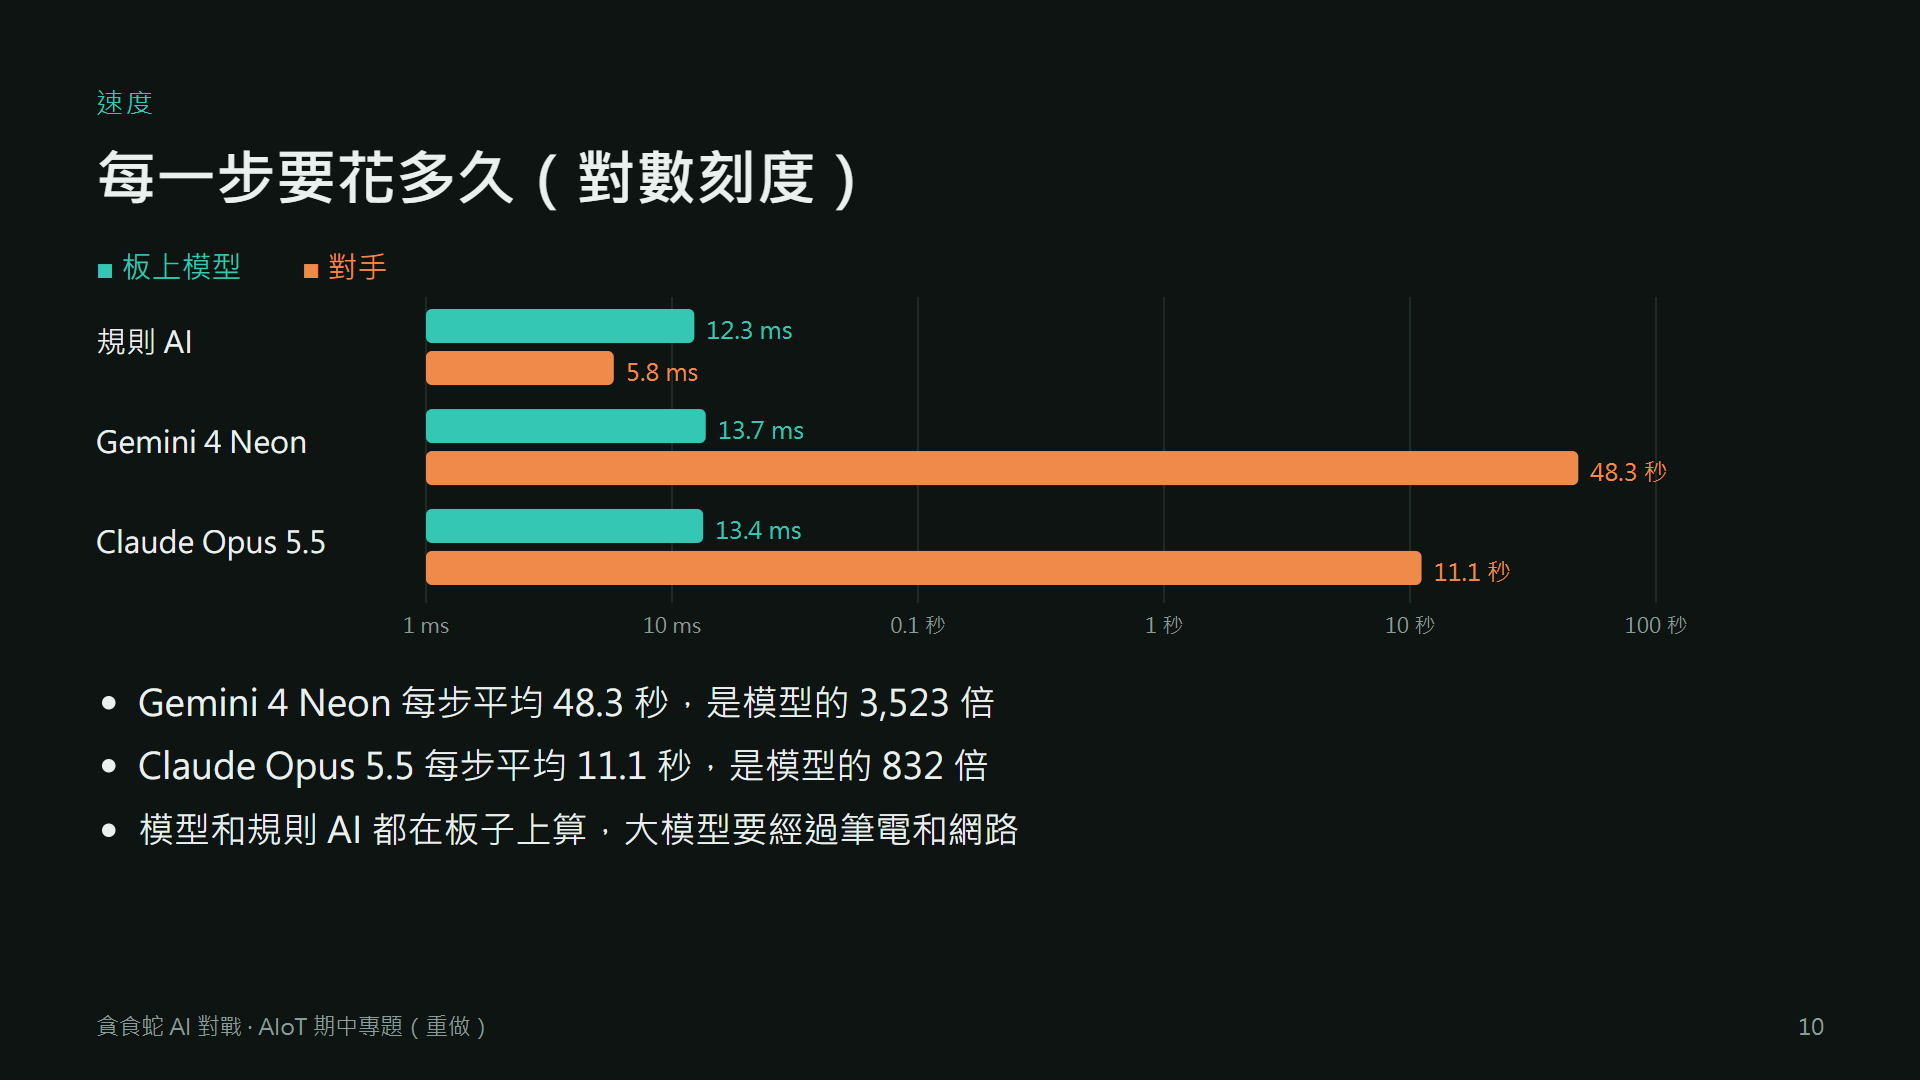 速度
每一步要花多久（對數刻度）
■ 板上模型 ■ 對手
規則 AI
12.3 ms
5.8 ms
Gemini 4 Neon
13.7 ms
48.3 秒
Claude Opus 5.5
13.4 ms
11.1 秒
1 ms 10 ms 0.1 秒 1 秒 10 秒 100 秒
• Gemini 4 Neon 每步平均 48.3 秒，是模型的 3,523 倍
• Claude Opus 5.5 每步平均 11.1 秒，是模型的 832 倍
• 模型和規則 AI 都在板子上算，大模型要經過筆電和網路
貪食蛇 AI 對戰 · AIoT 期中專題（重做） 10